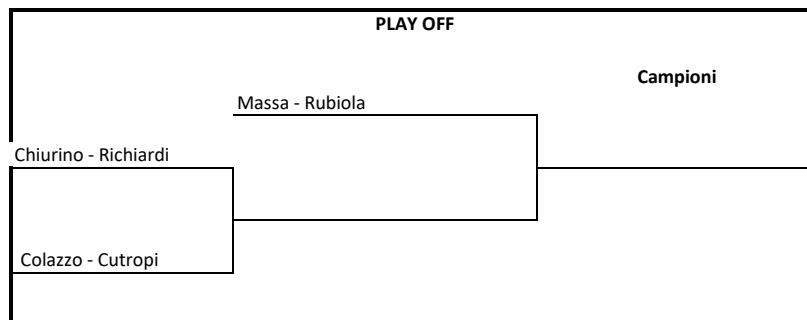 PLAY OFF
Campioni
Massa - Rubiola
Chiurino - Richiardi
Colazzo - Cutropi